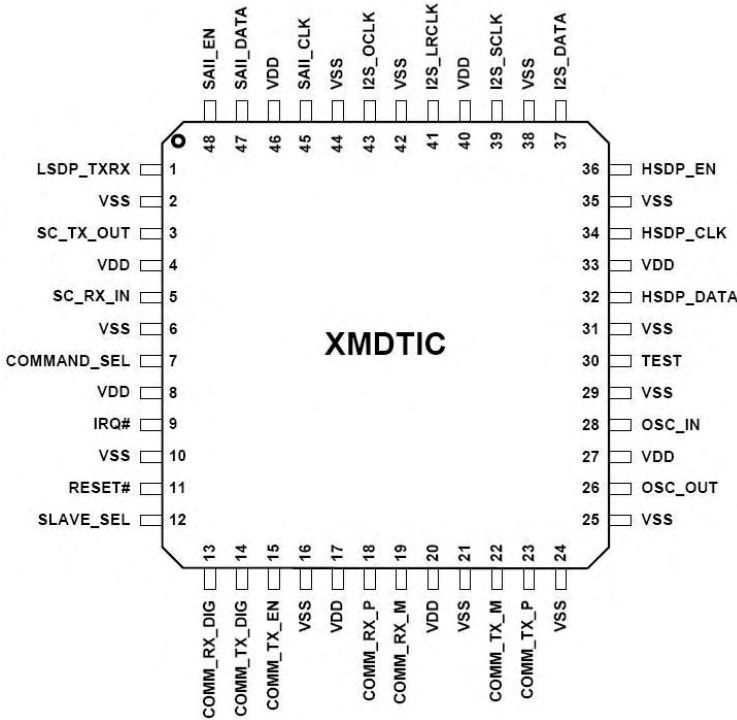 SAII_EN
SAII_DATA
VDD
SAII_CLK
VSS
I2S_OCLK
VSS
I2S_LRCLK
VDD
I2S_SCLK
VSS
I2S_DATA
48 47 46 45 44 43 42 41 40 39 38 37
LSDP_TXRX 1
VSS 2
SC_TX_OUT 3
VDD 4
SC_RX_IN 5
VSS 6
COMMAND_SEL 7
VDD 8
IRQ# 9
VSS 10
RESET# 11
SLAVE_SEL 12
XMDTIC
36 HSDP_EN
35 VSS
34 HSDP_CLK
33 VDD
32 HSDP_DATA
31 VSS
30 TEST
29 VSS
28 OSC_IN
27 VDD
26 OSC_OUT
25 VSS
13 14 15 16 17 18 19 20 21 22 23 24
COMM_RX_DIG
COMM_TX_DIG
COMM_TX_EN
VSS
VDD
COMM_RX_P
COMM_RX_M
VDD
VSS
COMM_TX_M
COMM_TX_P
VSS